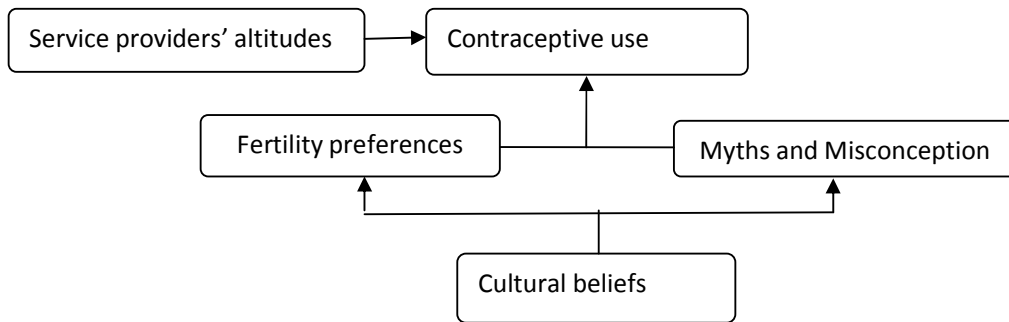 Service providers’ altitudes
Contraceptive use
Fertility preferences
Myths and Misconception
Cultural beliefs